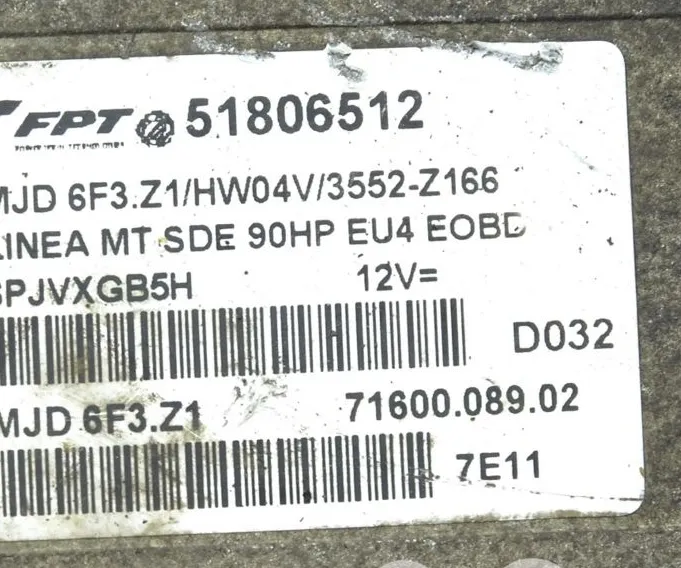 FPT 51806512
MJD 6F3.Z1/HW04V/3552-Z166
LINEA MT SDE 90HP EU4 EOBD
PJVXGB5H 12V=
D032
MJD 6F3.Z1 71600.089.02
7E11